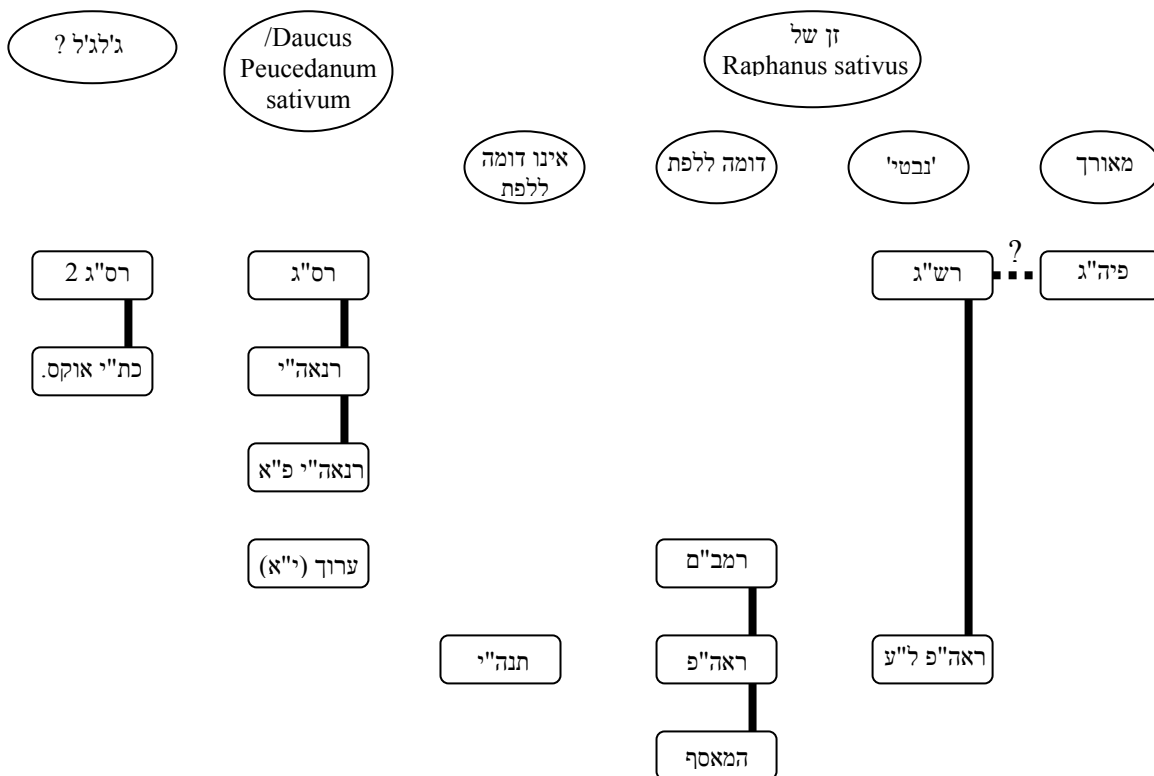 זן של
Raphanus sativus
Daucus/
Peucedanum
sativum
ג'לג'ל ?
מאורך
'נבטי'
דומה ללפת
אינו דומה
ללפת
פיה"ג
?
רש"ג
רס"ג
רס"ג 2
רנאה"י
כת"י אוקס.
רנאה"י פ"א
רמב"ם
ערוך (י"א)
ראה"פ ל"ע
ראה"פ
תנה"י
המאסף